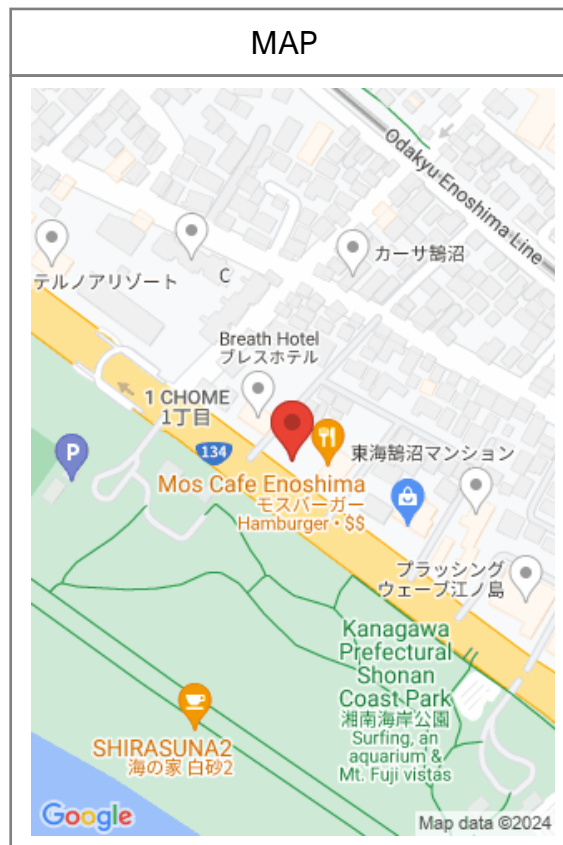 MAP
Odakyu Enoshima Line
カーサ鵠沼
テルノアリゾート
C
Breath Hotel
ブレスホテル
1 CHOME
1丁目
134
東海鵠沼マンション
P
Mos Cafe Enoshima
モスバーガー
Hamburger • $$
プラッシング
ウェーブ江ノ島
Kanagawa
Prefectural
Shonan
Coast Park
湘南海岸公園
Surfing, an
aquarium &
Mt. Fuji vistas
SHIRASUNA2
海の家 白砂2
Google
Map data ©2024